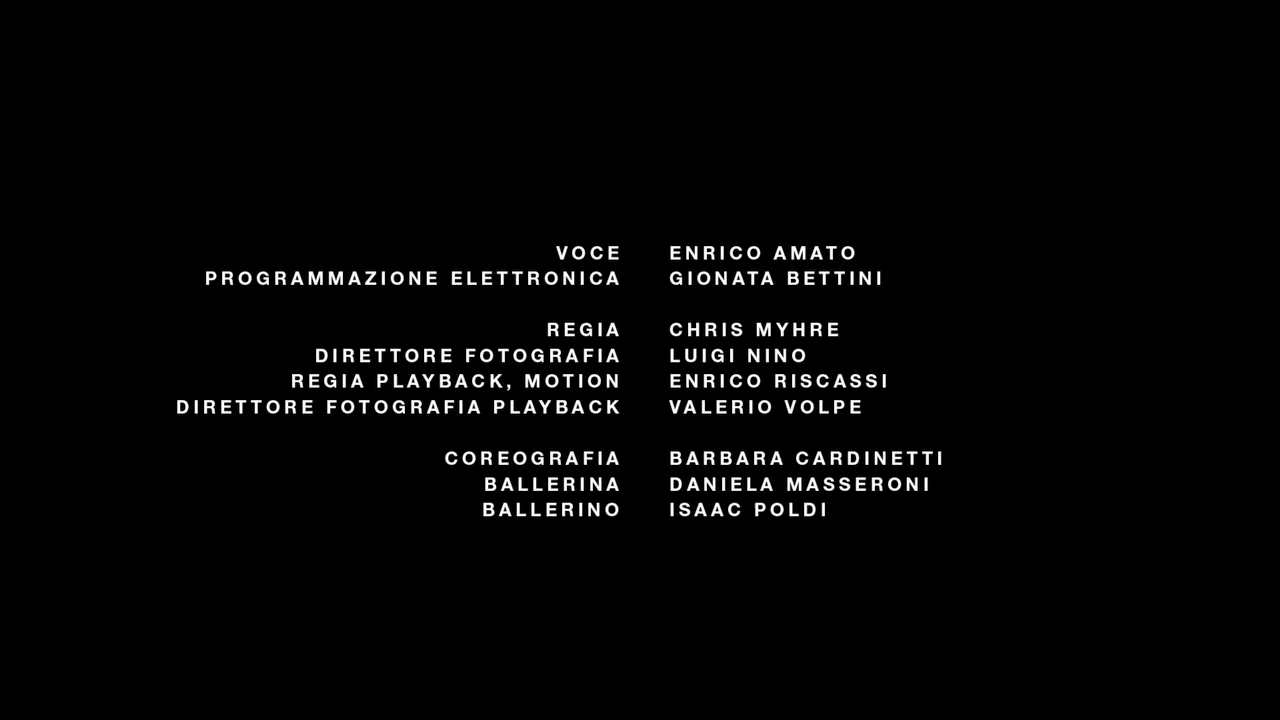 VOCE ENRICO AMATO
PROGRAMMAZIONE ELETTRONICA GIONATA BETTINI
REGIA CHRIS MYHRE
DIRETTORE FOTOGRAFIA LUIGI NINO
REGIA PLAYBACK, MOTION ENRICO RISCASSI
DIRETTORE FOTOGRAFIA PLAYBACK VALERIO VOLPE
COREOGRAFIA BARBARA CARDINETTI
BALLERINA DANIELA MASSERONI
BALLERINO ISAAC POLDI